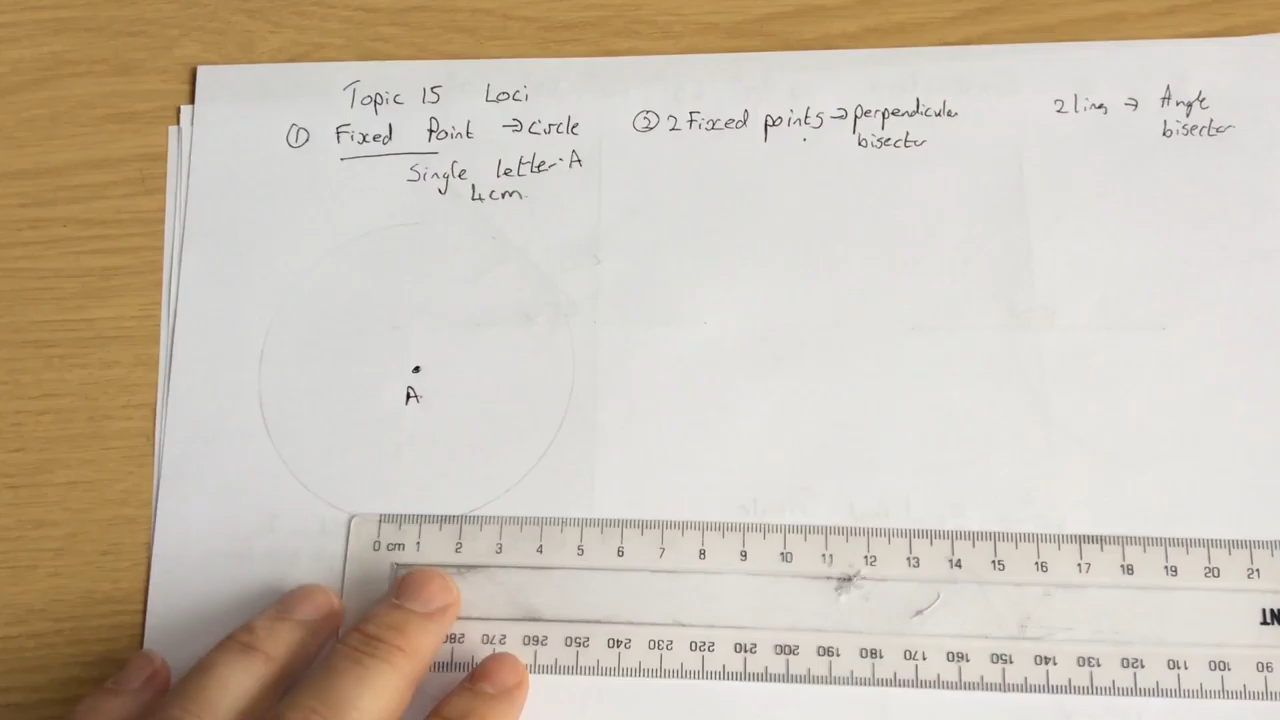 Topic 15 Loci
① Fixed Point → circle
Single letter. A
4cm.
② 2 Fixed points → perpendicular
bisector
2 lines → Angle
bisector
A.
0 cm 1 2 3 4 5 6 7 8 9 10 11 12 13 14 15 16 17 18 19 20 21
NT
280 270 260 250 240 230 220 210 200 190 180 170 160 150 140 130 120 110 100 90